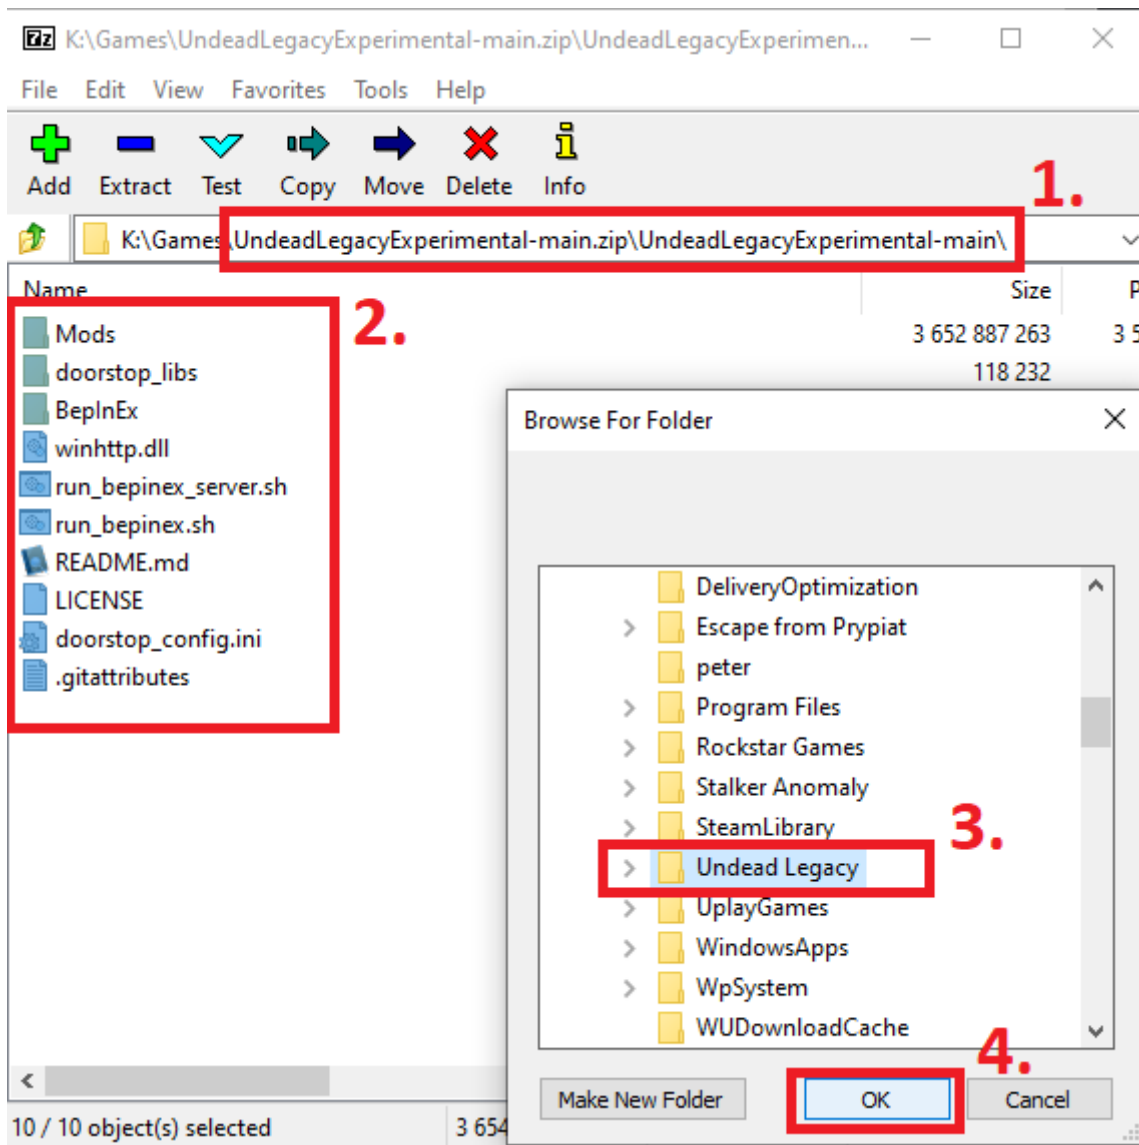 7z K:\Games\UndeadLegacyExperimental-main.zip\UndeadLegacyExperimen...
File Edit View Favorites Tools Help
Add Extract Test Copy Move Delete Info
1.
K:\Games\UndeadLegacyExperimental-main.zip\UndeadLegacyExperimental-main\
Name Size P
2.
Mods 3 652 887 263 3 5
doorstop_libs 118 232
BepInEx
winhttp.dll
run_bepinex_server.sh
run_bepinex.sh
README.md
LICENSE
doorstop_config.ini
.gitattributes
Browse For Folder
DeliveryOptimization
Escape from Prypiat
peter
Program Files
Rockstar Games
Stalker Anomaly
SteamLibrary
3.
Undead Legacy
UplayGames
WindowsApps
WpSystem
WUDownloadCache
4.
Make New Folder OK Cancel
10 / 10 object(s) selected 3 654